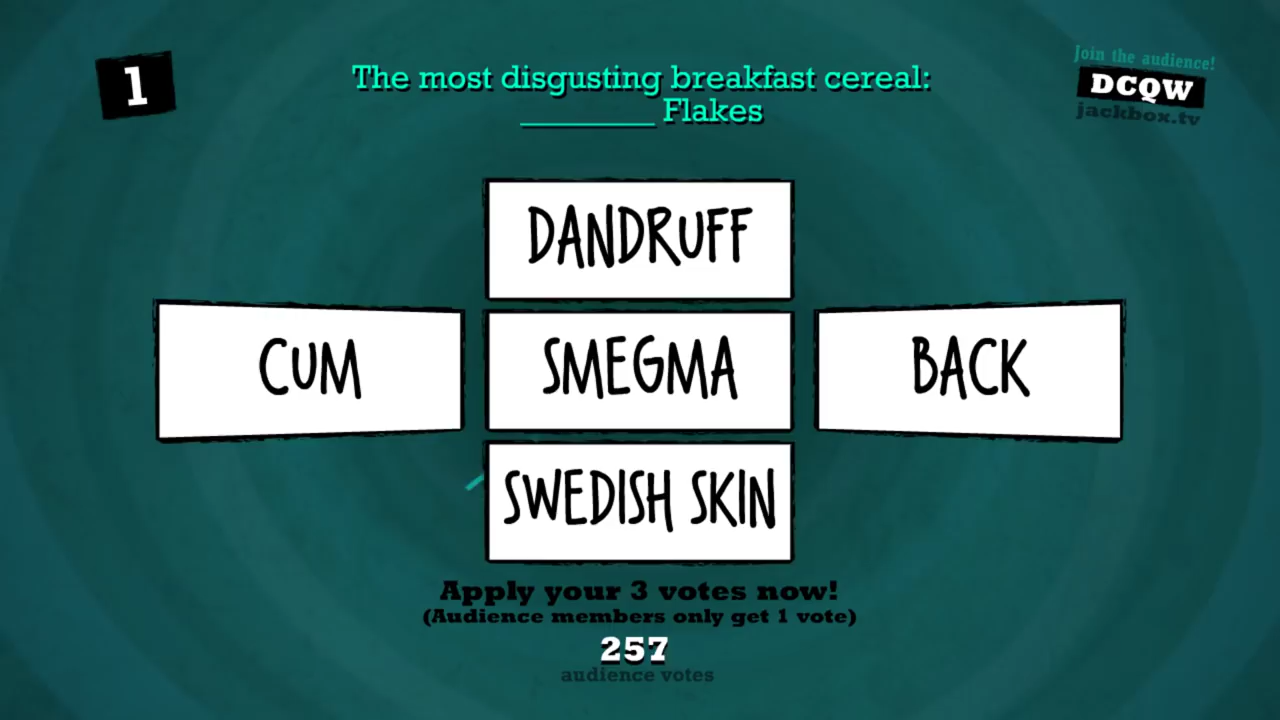 1
The most disgusting breakfast cereal:
_________ Flakes
Join the audience!
DCQW
jackbox.tv
DANDRUFF
CUM
SMEGMA
BACK
SWEDISH SKIN
Apply your 3 votes now!
(Audience members only get 1 vote)
257
audience votes